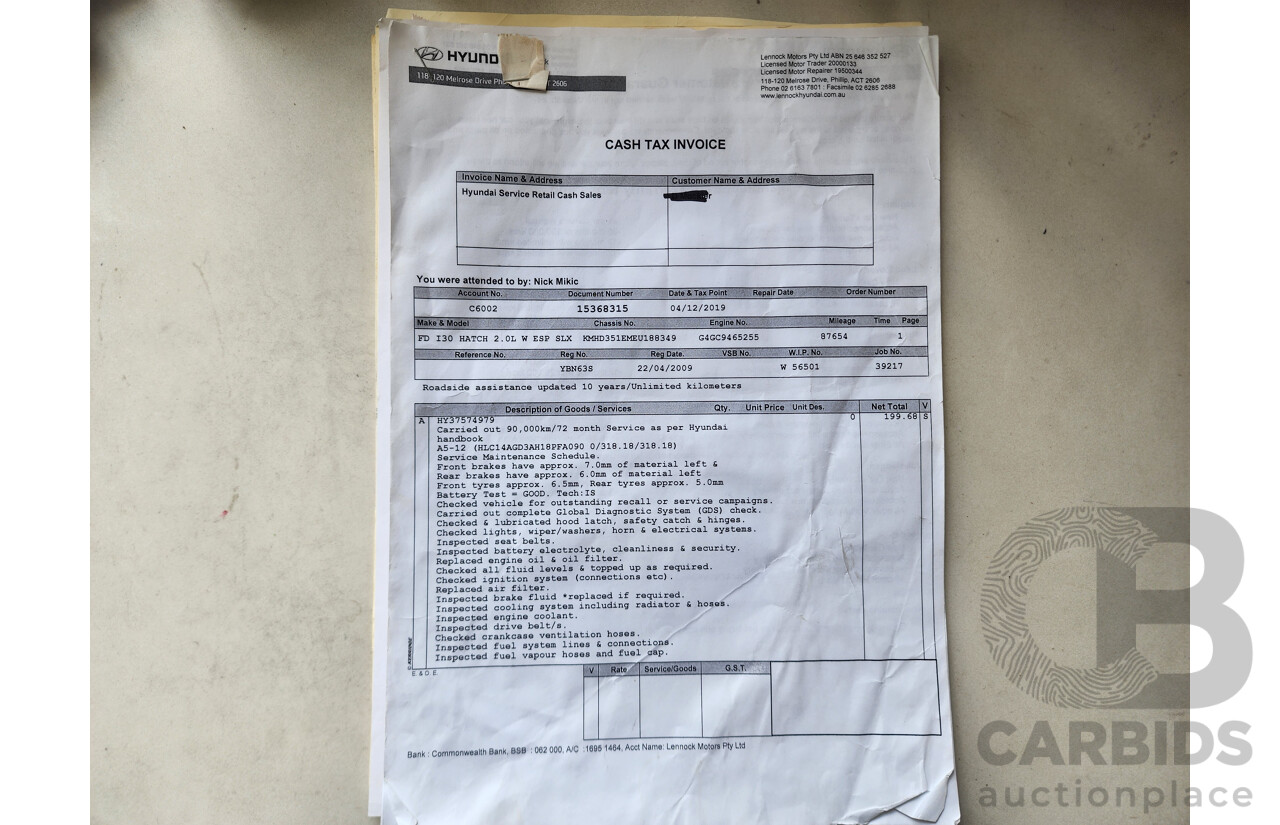 HYUND
118-120 Melrose Drive Ph T 2606
Lennock Motors Pty Ltd ABN 25 646 352 527
Licensed Motor Trader 20000133
Licensed Motor Repairer 19500344
118-120 Melrose Drive, Phillip, ACT 2606
Phone 02 6163 7801 : Facsimile 02 6285 2688
www.lennockhyundai.com.au
CASH TAX INVOICE
Invoice Name & Address Customer Name & Address
Hyundai Service Retail Cash Sales
You were attended to by: Nick Mikic
Account No. Document Number Date & Tax Point Repair Date Order Number
C6002 15368315 04/12/2019
Make & Model Chassis No. Engine No. Mileage Time Page
FD I30 HATCH 2.0L W ESP SLX KMHD351EMEU188349 G4GC9465255 87654 1
Reference No. Reg No. Reg Date. VSB No. W.I.P. No. Job No.
YBN63S 22/04/2009 W 56501 39217
Roadside assistance updated 10 years/Unlimited kilometers
Description of Goods / Services Qty. Unit Price Unit Des. Net Total V
A HY37574979 0 199.68 S
Carried out 90,000km/72 month Service as per Hyundai
handbook
A5-12 (HLC14AGD3AH18PFA090 0/318.18/318.18)
Service Maintenance Schedule.
Front brakes have approx. 7.0mm of material left &
Rear brakes have approx. 6.0mm of material left
Front tyres approx. 6.5mm, Rear tyres approx. 5.0mm
Battery Test = GOOD. Tech:IS
Checked vehicle for outstanding recall or service campaigns.
Carried out complete Global Diagnostic System (GDS) check.
Checked & lubricated hood latch, safety catch & hinges.
Checked lights, wiper/washers, horn & electrical systems.
Inspected seat belts.
Inspected battery electrolyte, cleanliness & security.
Replaced engine oil & oil filter.
Checked all fluid levels & topped up as required.
Checked ignition system (connections etc).
Replaced air filter.
Inspected brake fluid *replaced if required.
Inspected cooling system including radiator & hoses.
Inspected engine coolant.
Inspected drive belt/s.
Checked crankcase ventilation hoses.
Inspected fuel system lines & connections.
Inspected fuel vapour hoses and fuel cap.
E. & O. E.
V Rate Service/Goods G.S.T.
Bank : Commonwealth Bank, BSB : 062 000, A/C :1695 1464, Acct Name: Lennock Motors Pty Ltd
CB
CARBIDS
auctionplace